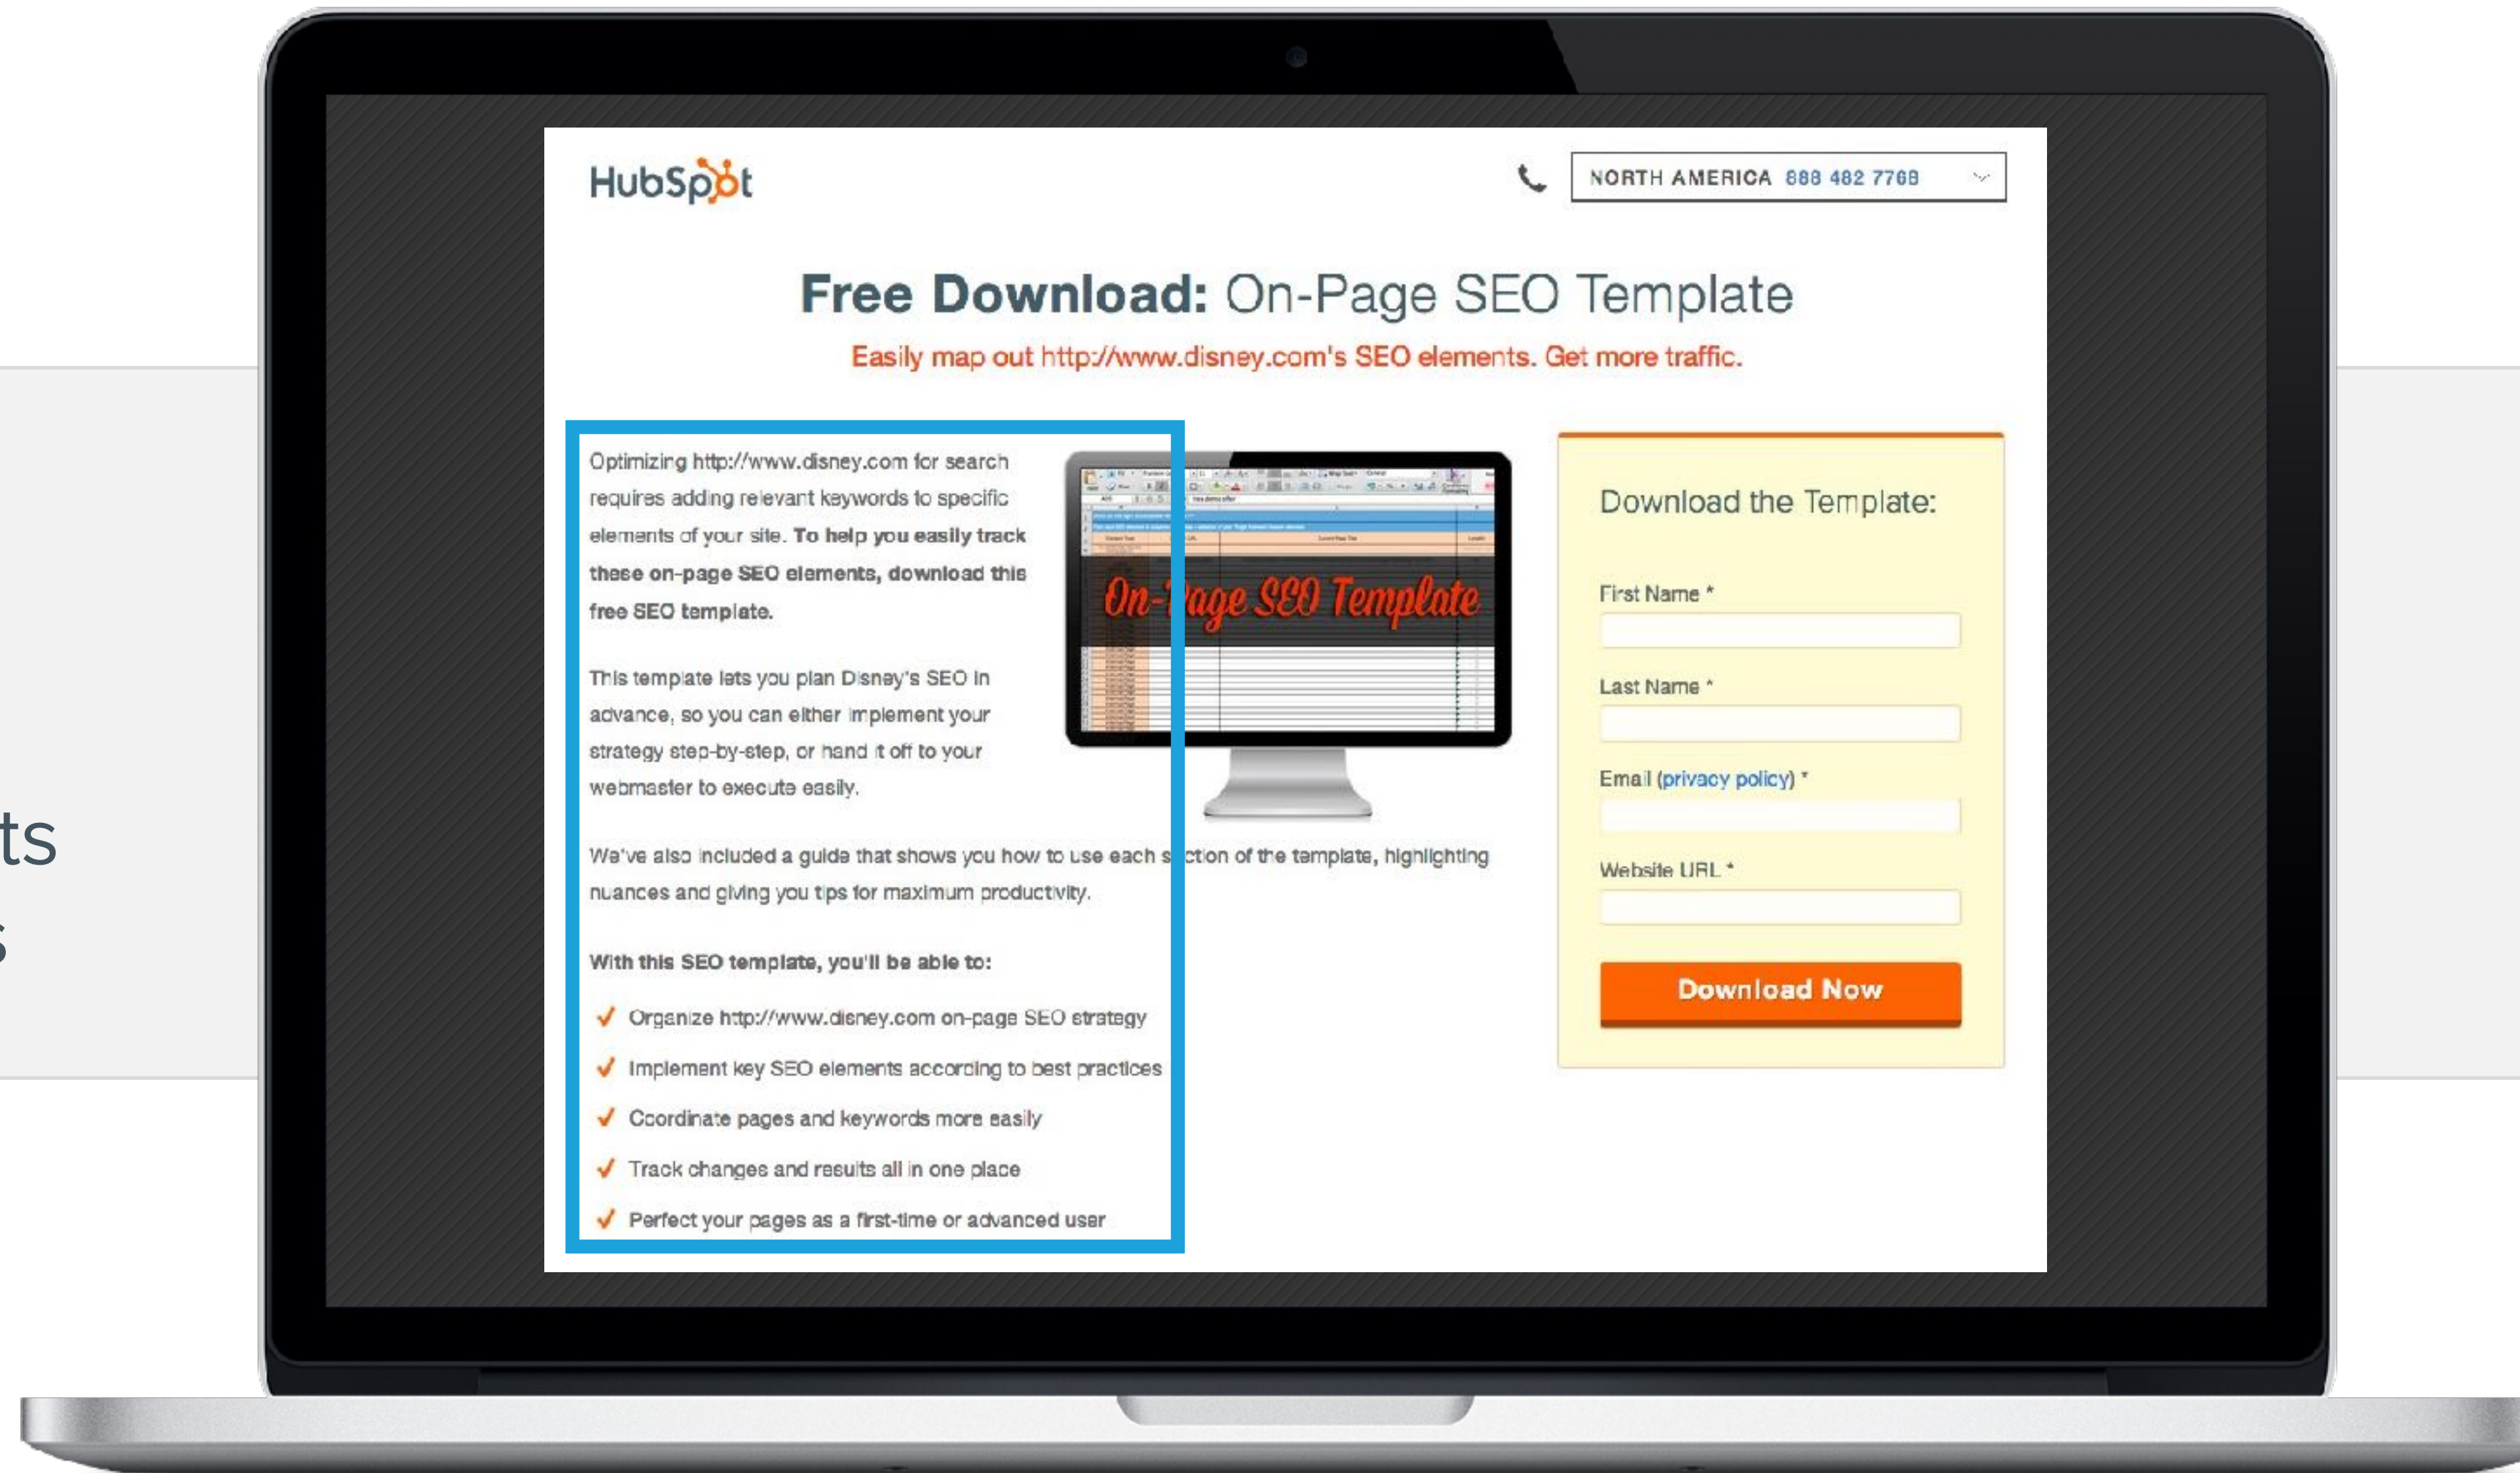 HubSpot
NORTH AMERICA 888 482 7768
Free Download: On-Page SEO Template
Easily map out http://www.disney.com's SEO elements. Get more traffic.
Optimizing http://www.disney.com for search
requires adding relevant keywords to specific
elements of your site. To help you easily track
these on-page SEO elements, download this
free SEO template.
This template lets you plan Disney's SEO in
advance, so you can either implement your
strategy step-by-step, or hand it off to your
webmaster to execute easily.
On-Page SEO Template
We've also included a guide that shows you how to use each section of the template, highlighting
nuances and giving you tips for maximum productivity.
With this SEO template, you'll be able to:
Organize http://www.disney.com on-page SEO strategy
Implement key SEO elements according to best practices
Coordinate pages and keywords more easily
Track changes and results all in one place
Perfect your pages as a first-time or advanced user
Download the Template:
First Name *
Last Name *
Email (privacy policy) *
Website URL *
Download Now
ts
s